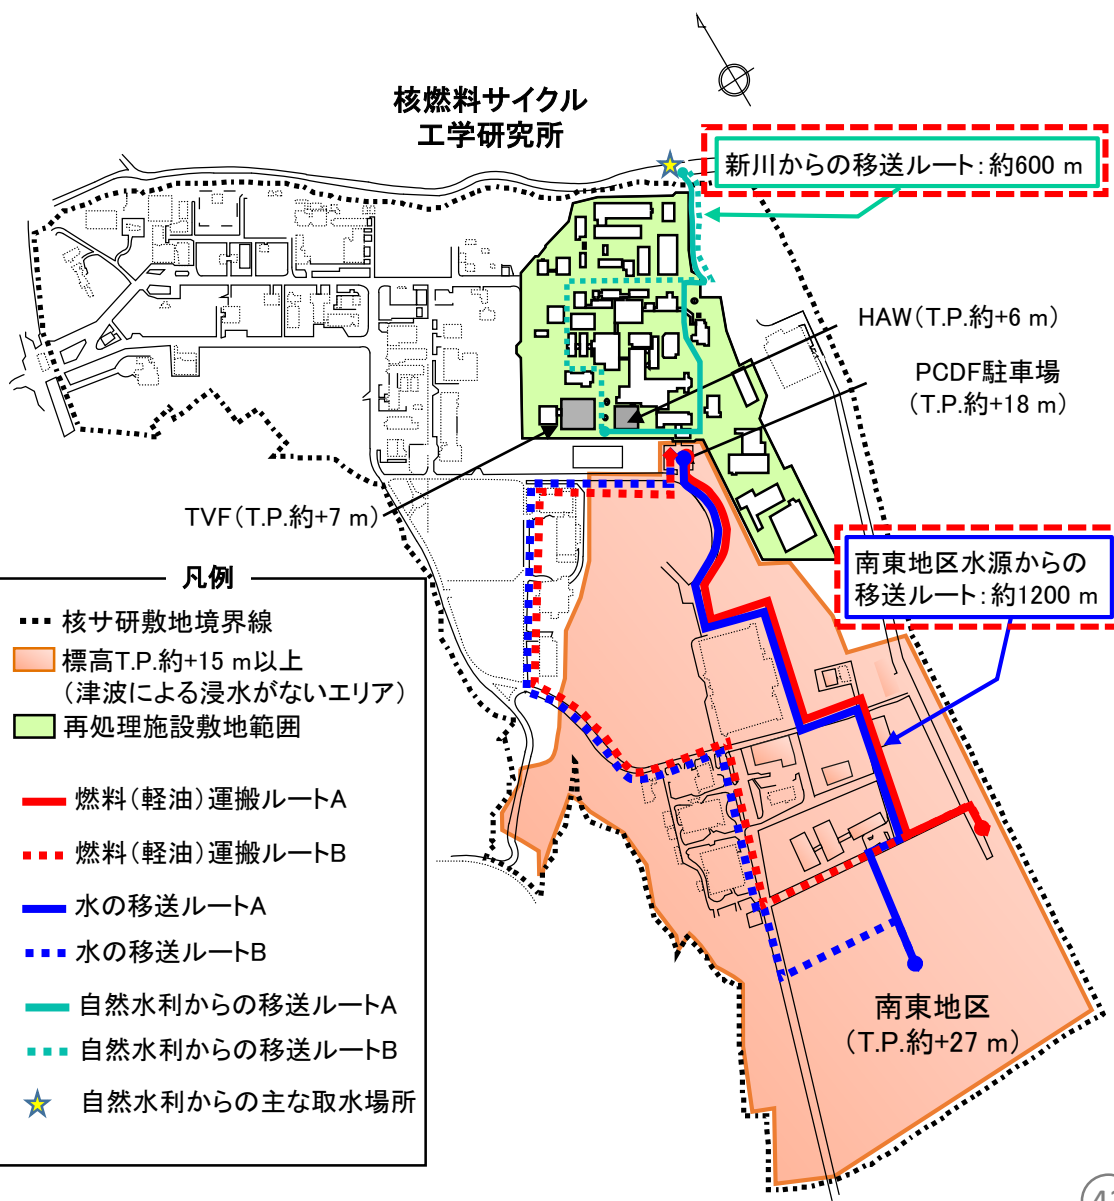 核燃料サイクル
工学研究所
新川からの移送ルート:約600 m
HAW(T.P.約+6 m)
PCDF駐車場
(T.P.約+18 m)
TVF(T.P.約+7 m)
南東地区水源からの
移送ルート:約1200 m
凡例
核サ研敷地境界線
標高T.P.約+15 m以上
(津波による浸水がないエリア)
再処理施設敷地範囲
燃料(軽油)運搬ルートA
燃料(軽油)運搬ルートB
水の移送ルートA
水の移送ルートB
自然水利からの移送ルートA
自然水利からの移送ルートB
自然水利からの主な取水場所
南東地区
(T.P.約+27 m)